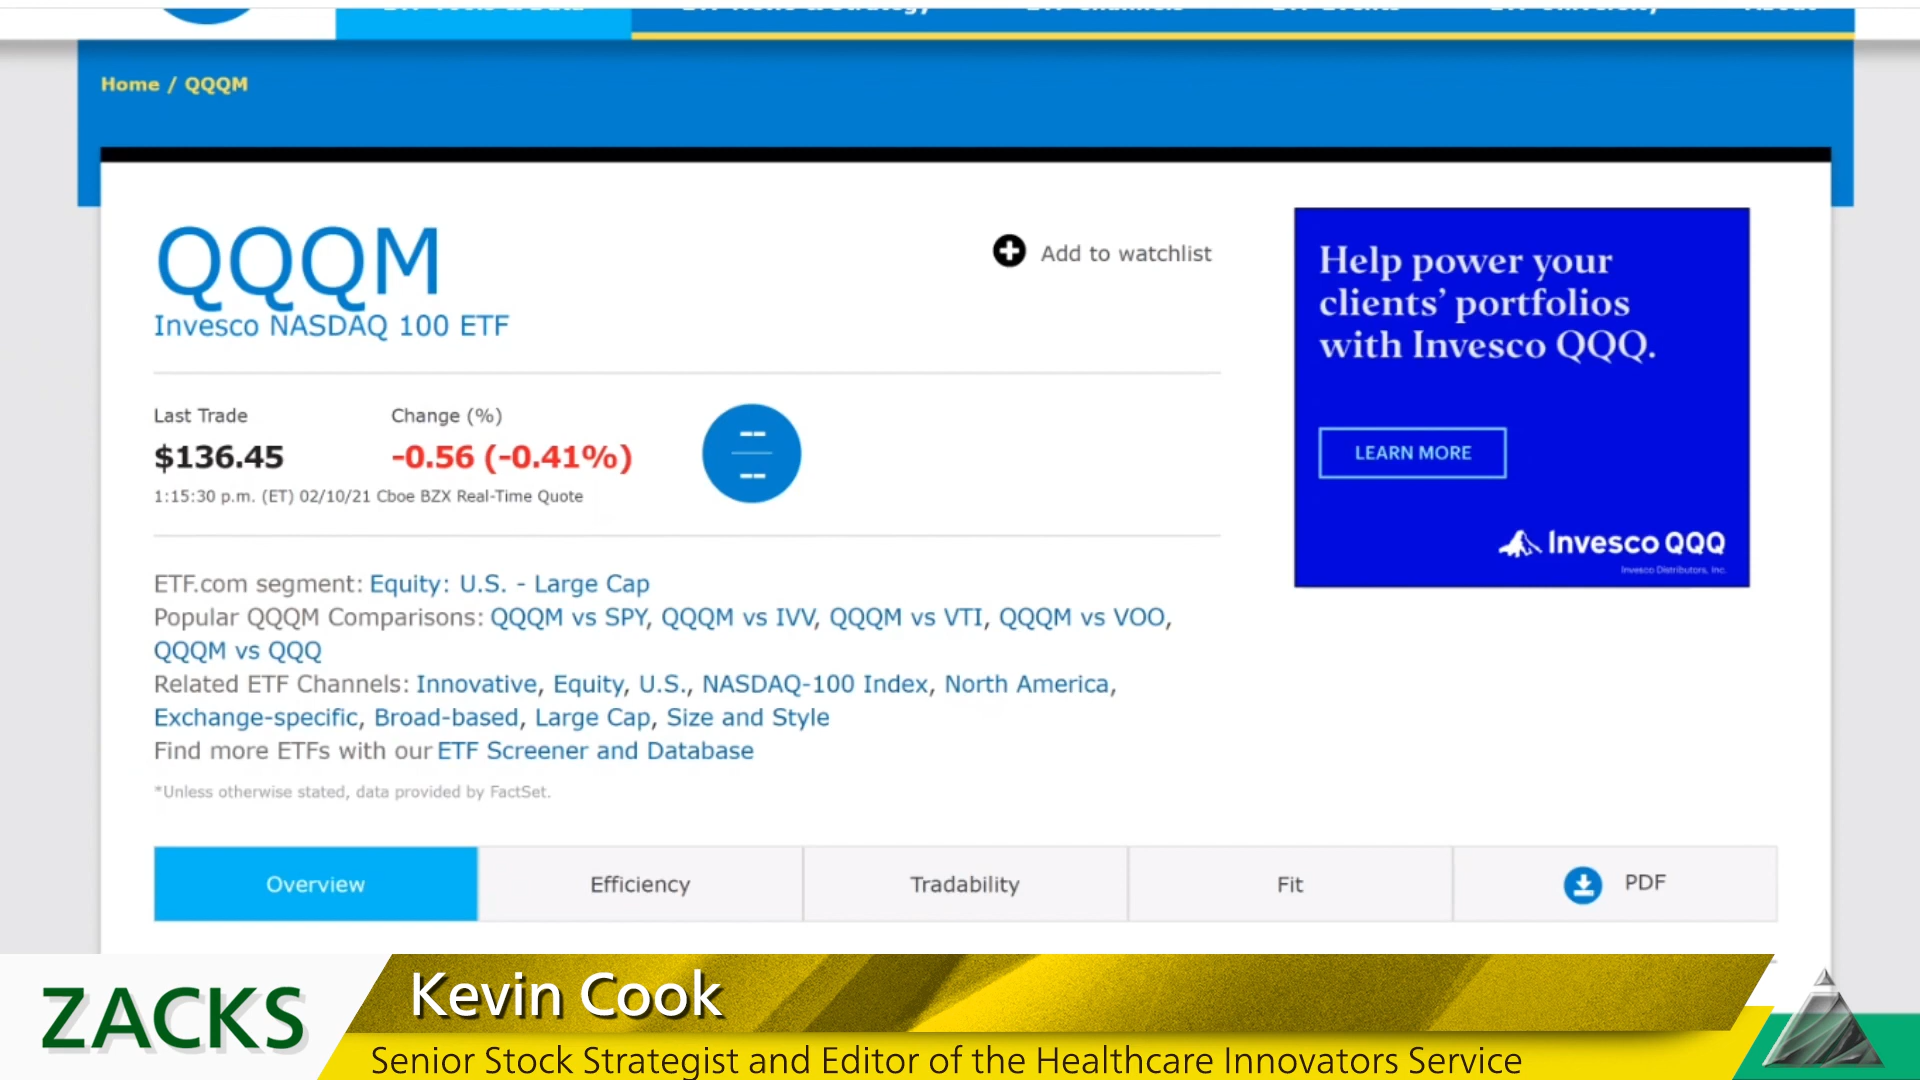 Home / QQQM
QQQM
Invesco NASDAQ 100 ETF
Add to watchlist
Last Trade
Change (%)
$136.45
-0.56 (-0.41%)
--
--
1:15:30 p.m. (ET) 02/10/21 Cboe BZX Real-Time Quote
ETF.com segment: Equity: U.S. - Large Cap
Popular QQQM Comparisons: QQQM vs SPY, QQQM vs IVV, QQQM vs VTI, QQQM vs VOO,
QQQM vs QQQ
Related ETF Channels: Innovative, Equity, U.S., NASDAQ-100 Index, North America,
Exchange-specific, Broad-based, Large Cap, Size and Style
Find more ETFs with our ETF Screener and Database
*Unless otherwise stated, data provided by FactSet.
Help power your
clients’ portfolios
with Invesco QQQ.
LEARN MORE
Invesco QQQ
Invesco Distributors, Inc.
Overview
Efficiency
Tradability
Fit
PDF
ZACKS
Kevin Cook
Senior Stock Strategist and Editor of the Healthcare Innovators Service